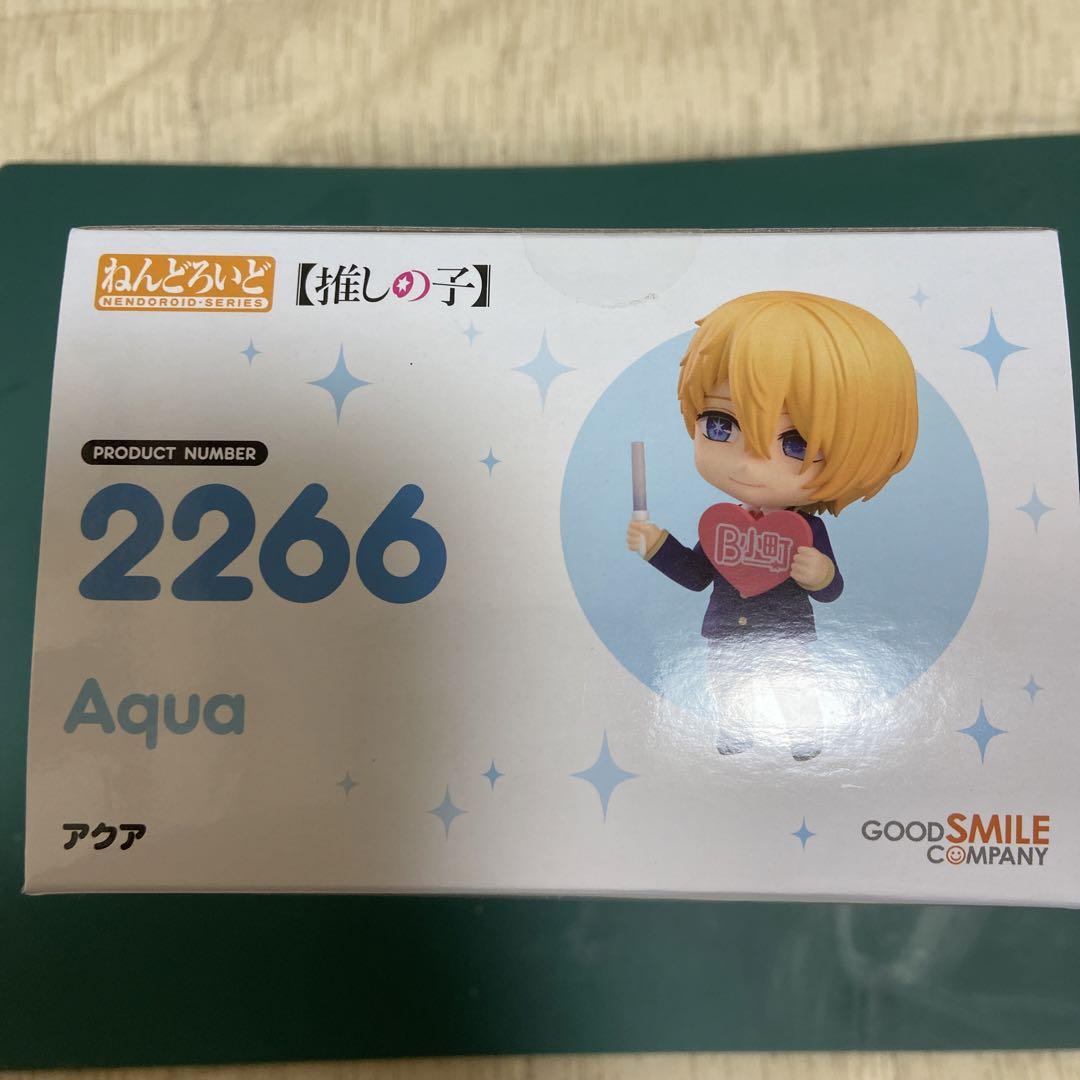 ねんどろいど
NENDOROID-SERIES
【推しの子】
PRODUCT NUMBER
2266
Aqua
アクア
B小町
GOOD SMILE
COMPANY